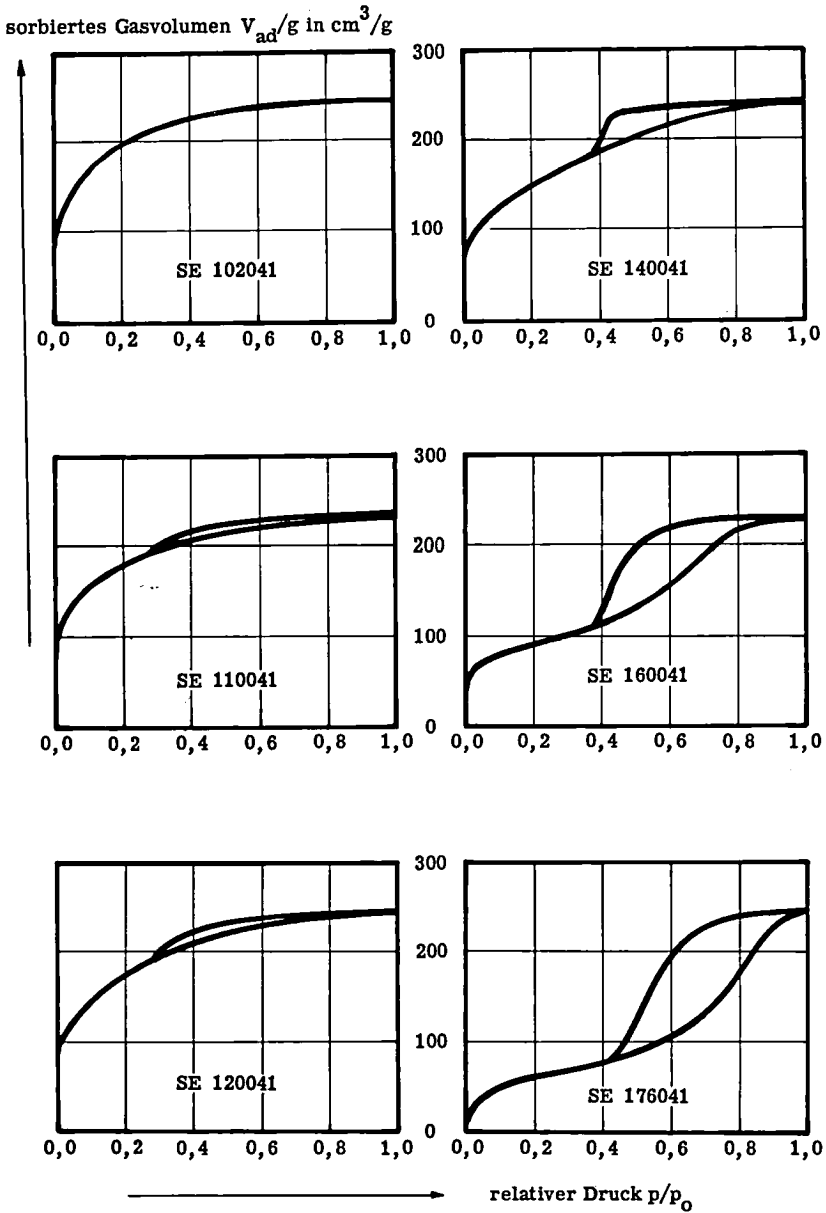 sorbiertes Gasvolumen V_ad/g in cm³/g
300
200
100
0
SE 102041
SE 140041
0,0 0,2 0,4 0,6 0,8 1,0
0,0 0,2 0,4 0,6 0,8 1,0
300
200
100
0
SE 110041
SE 160041
0,0 0,2 0,4 0,6 0,8 1,0
0,0 0,2 0,4 0,6 0,8 1,0
300
200
100
0
SE 120041
SE 176041
0,0 0,2 0,4 0,6 0,8 1,0
0,0 0,2 0,4 0,6 0,8 1,0
relativer Druck p/p_o